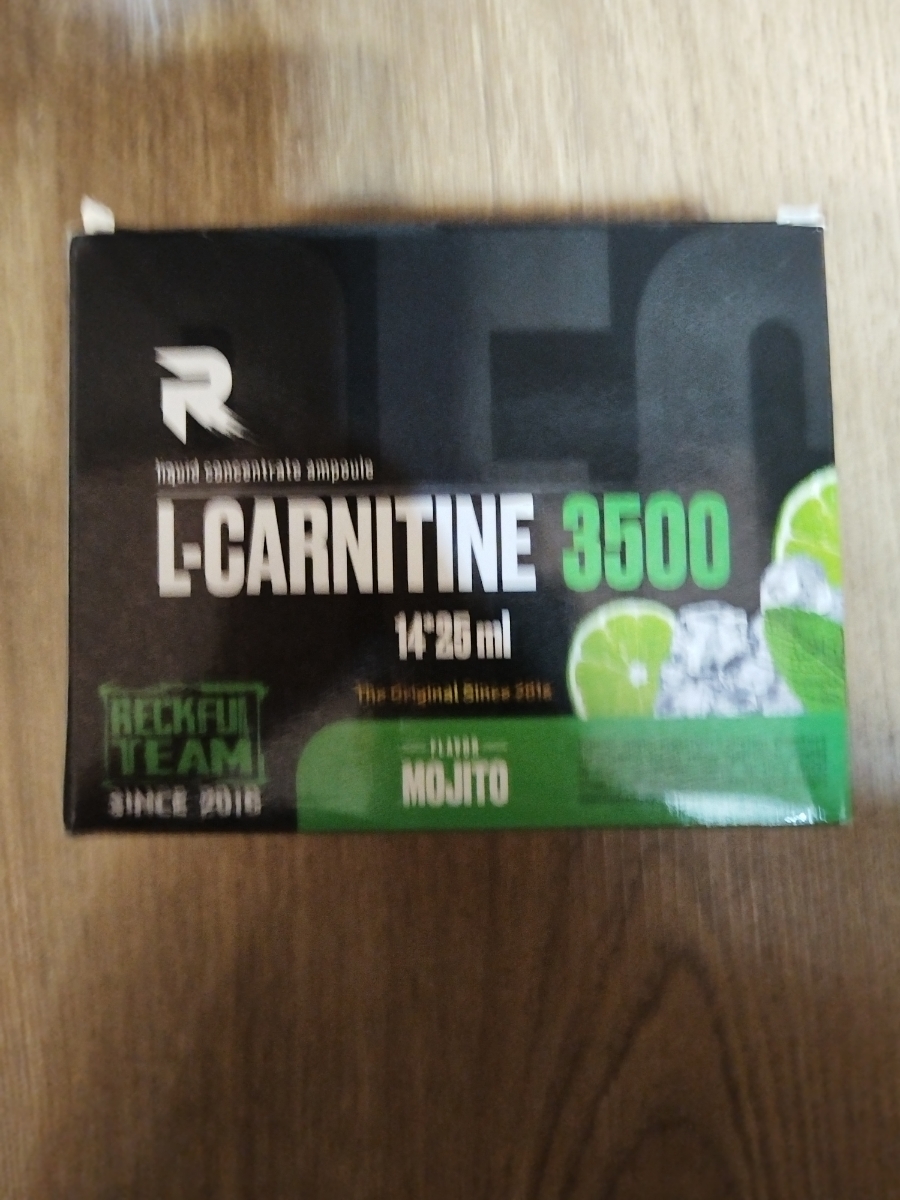 R
liquid concentrate ampoule
L-CARNITINE 3500
14*25 ml
The Original Since 2016
RECKFUL
TEAM
SINCE 2016
FLAVOR
MOJITO